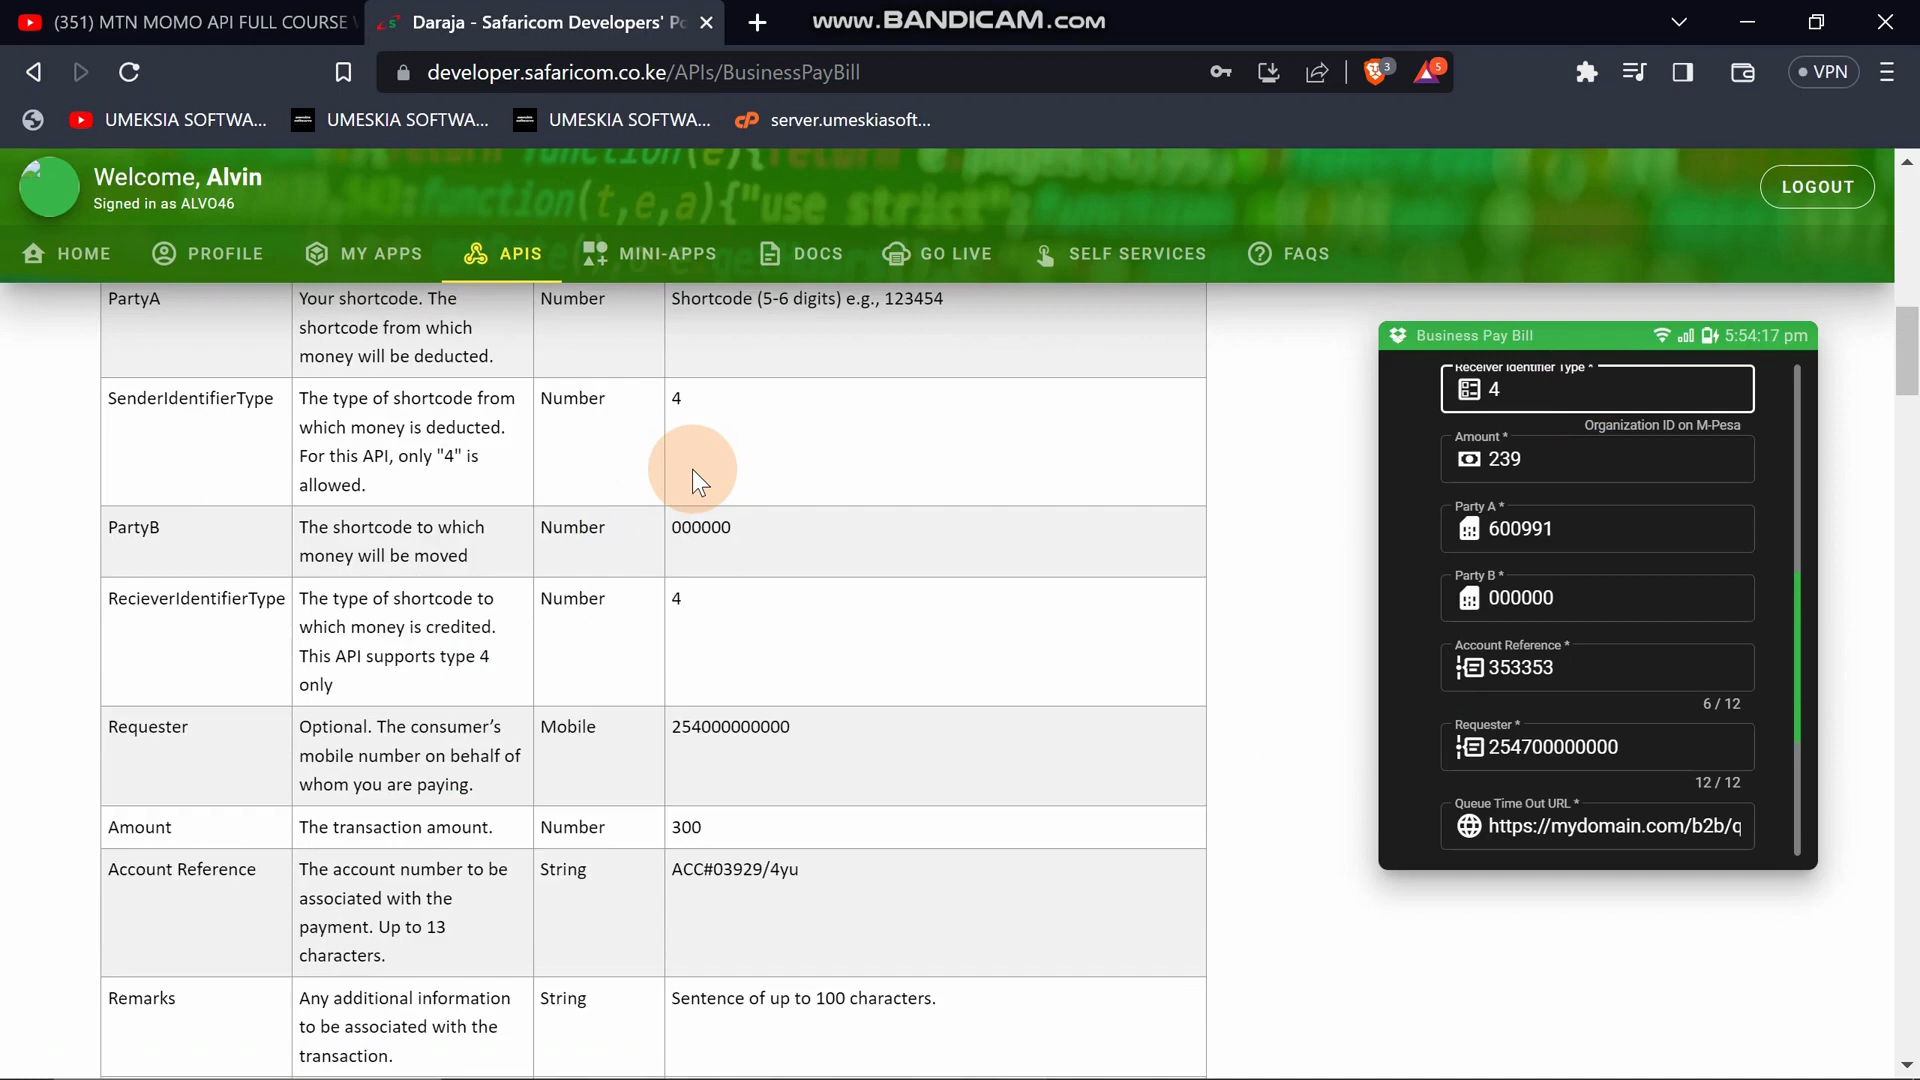 (351) MTN MOMO API FULL COURSE
Daraja - Safaricom Developers' Po
www.BANDICAM.com
developer.safaricom.co.ke/APIs/BusinessPayBill
3
5
VPN
UMEKSIA SOFTWA...
UMESKIA SOFTWA...
UMESKIA SOFTWA...
server.umeskiasoft...
Welcome, Alvin
Signed in as ALVO46
LOGOUT
HOME
PROFILE
MY APPS
APIS
MINI-APPS
DOCS
GO LIVE
SELF SERVICES
FAQS
PartyA
Your shortcode. The
shortcode from which
money will be deducted.
Number
Shortcode (5-6 digits) e.g., 123454
SenderIdentifierType
The type of shortcode from
which money is deducted.
For this API, only "4" is
allowed.
Number
4
PartyB
The shortcode to which
money will be moved
Number
000000
RecieverIdentifierType
The type of shortcode to
which money is credited.
This API supports type 4
only
Number
4
Requester
Optional. The consumer’s
mobile number on behalf of
whom you are paying.
Mobile
254000000000
Amount
The transaction amount.
Number
300
Account Reference
The account number to be
associated with the
payment. Up to 13
characters.
String
ACC#03929/4yu
Remarks
Any additional information
to be associated with the
transaction.
String
Sentence of up to 100 characters.
Business Pay Bill
5:54:17 pm
Receiver Identifier Type *
4
Organization ID on M-Pesa
Amount *
239
Party A *
600991
Party B *
000000
Account Reference *
353353
6 / 12
Requester *
254700000000
12 / 12
Queue Time Out URL *
https://mydomain.com/b2b/q